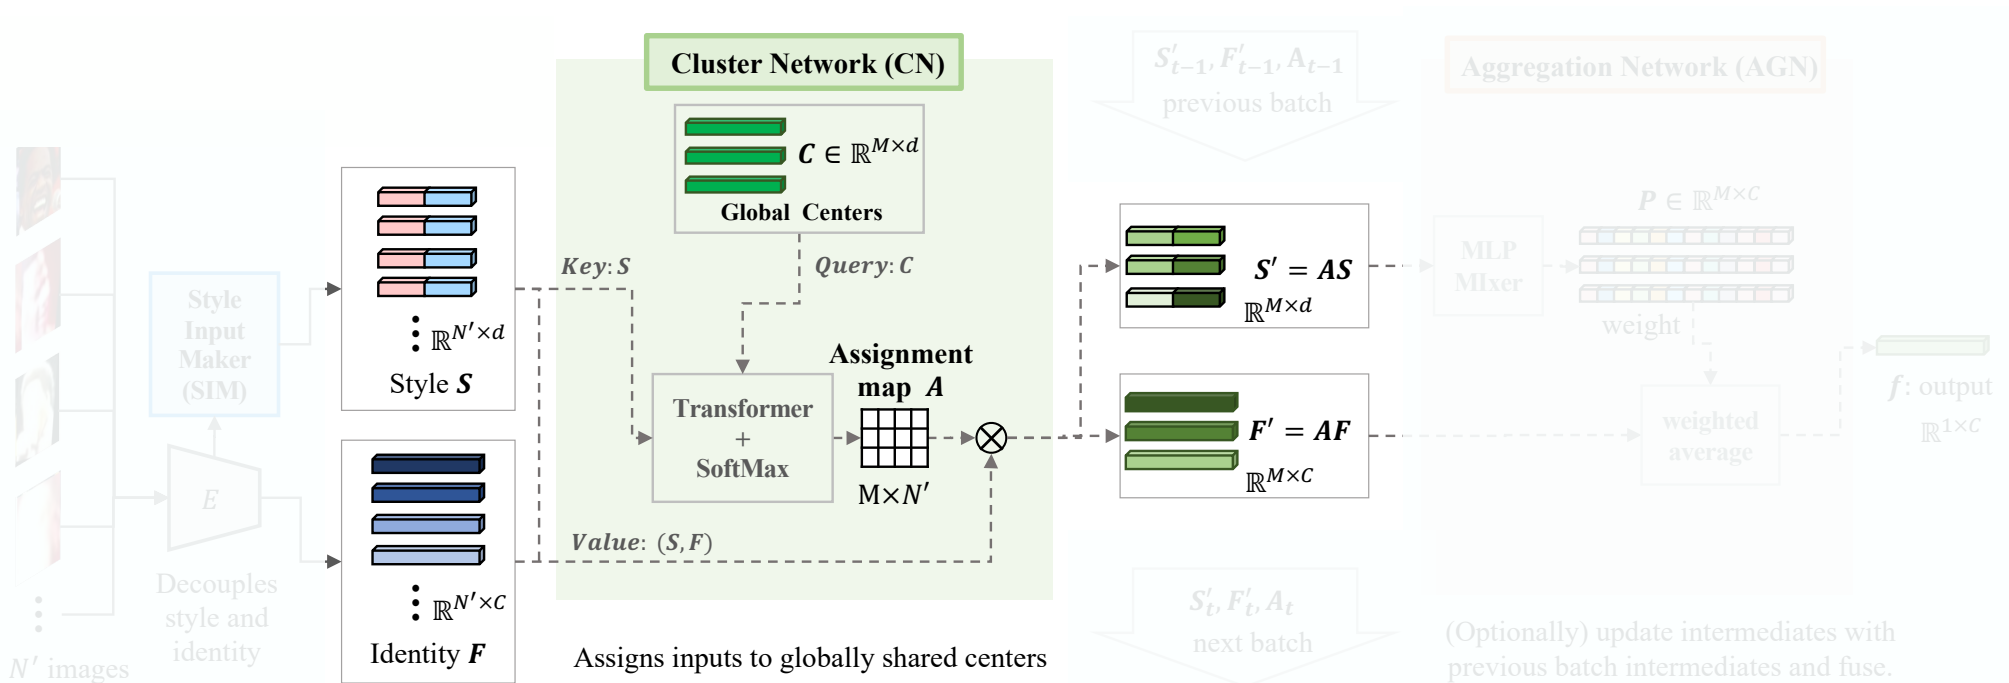 Cluster Network (CN)
C ∈ ℝ^{M×d}
Global Centers
S′_{t−1}, F′_{t−1}, A_{t−1}
previous batch
Aggregation Network (AGN)
Style
Input
Maker
(SIM)
E
Decouples
style and
identity
N′ images
ℝ^{N′×d}
Style S
ℝ^{N′×C}
Identity F
Key: S
Query: C
Transformer
+
SoftMax
Assignment
map A
M×N′
Value: (S, F)
Assigns inputs to globally shared centers
S′ = AS
ℝ^{M×d}
F′ = AF
ℝ^{M×C}
S′_t, F′_t, A_t
next batch
MLP
MIxer
P ∈ ℝ^{M×C}
weight
weighted
average
f: output
ℝ^{1×C}
(Optionally) update intermediates with
previous batch intermediates and fuse.